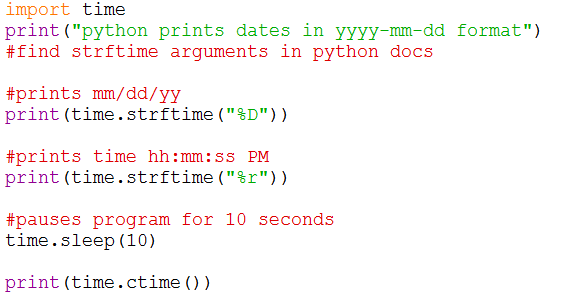 import time
print("python prints dates in yyyy-mm-dd format")
#find strftime arguments in python docs
#prints mm/dd/yy
print(time.strftime("%D"))
#prints time hh:mm:ss PM
print(time.strftime("%r"))
#pauses program for 10 seconds
time.sleep(10)
print(time.ctime())